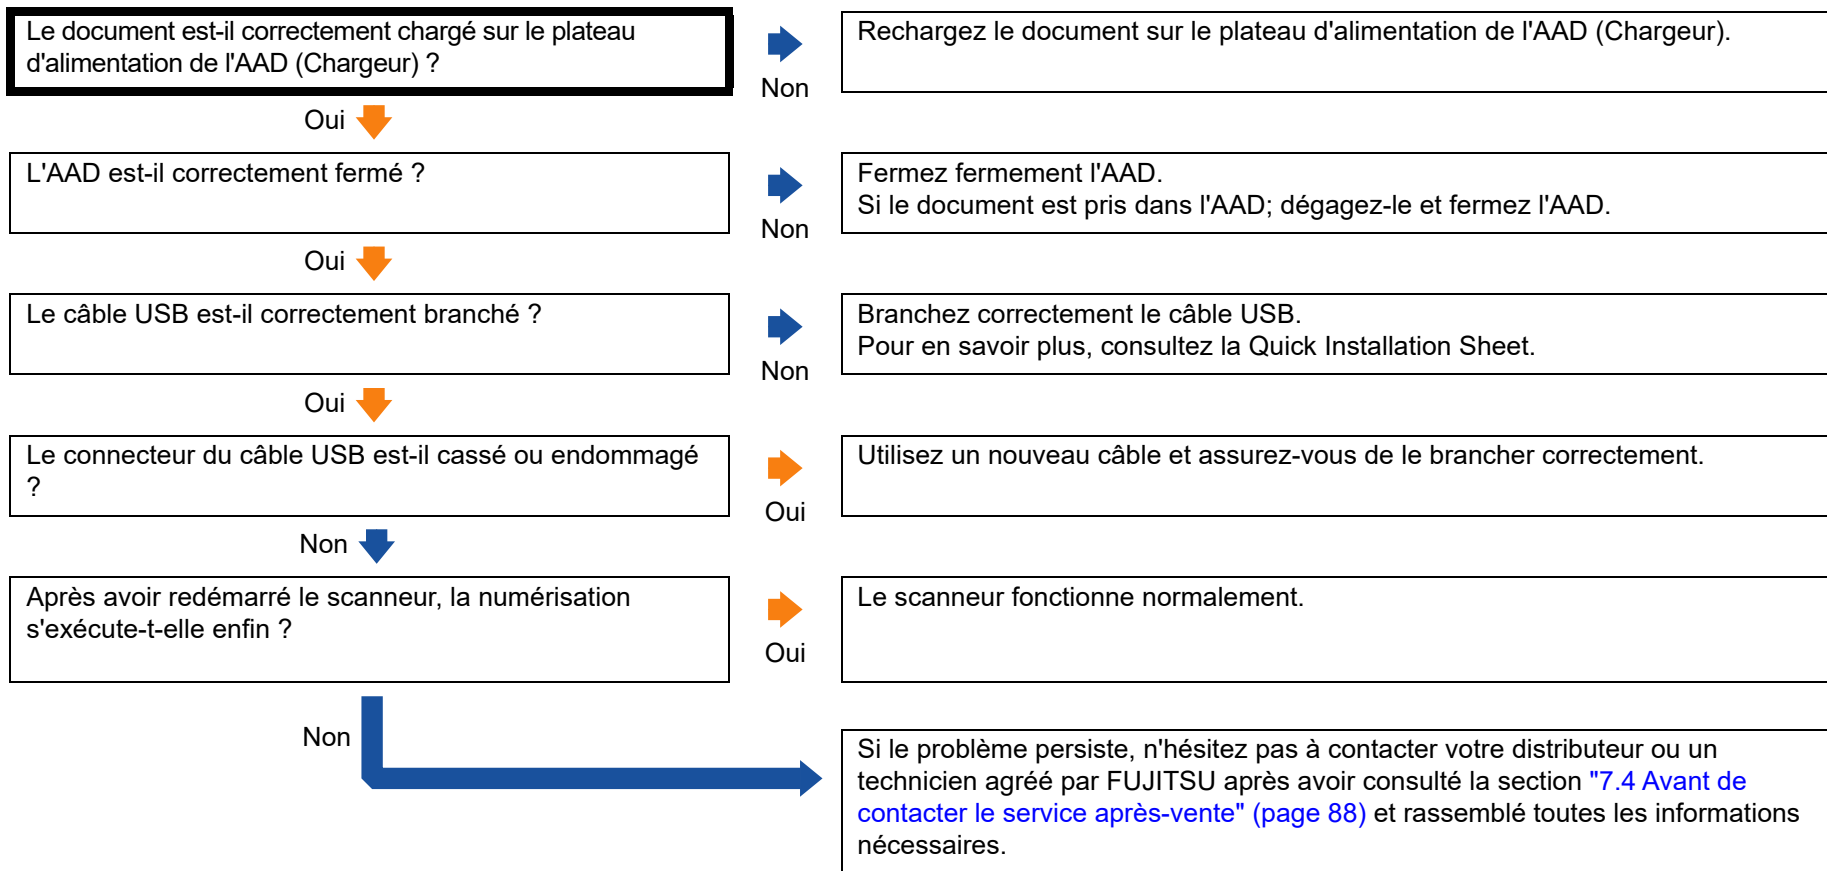 Le document est-il correctement chargé sur le plateau
d'alimentation de l'AAD (Chargeur) ?
Non
Rechargez le document sur le plateau d'alimentation de l'AAD (Chargeur).
Oui
L'AAD est-il correctement fermé ?
Non
Fermez fermement l'AAD.
Si le document est pris dans l'AAD; dégagez-le et fermez l'AAD.
Oui
Le câble USB est-il correctement branché ?
Non
Branchez correctement le câble USB.
Pour en savoir plus, consultez la Quick Installation Sheet.
Oui
Le connecteur du câble USB est-il cassé ou endommagé
?
Oui
Utilisez un nouveau câble et assurez-vous de le brancher correctement.
Non
Après avoir redémarré le scanneur, la numérisation
s'exécute-t-elle enfin ?
Oui
Le scanneur fonctionne normalement.
Non
Si le problème persiste, n'hésitez pas à contacter votre distributeur ou un
technicien agréé par FUJITSU après avoir consulté la section "7.4 Avant de
contacter le service après-vente" (page 88) et rassemblé toutes les informations
nécessaires.